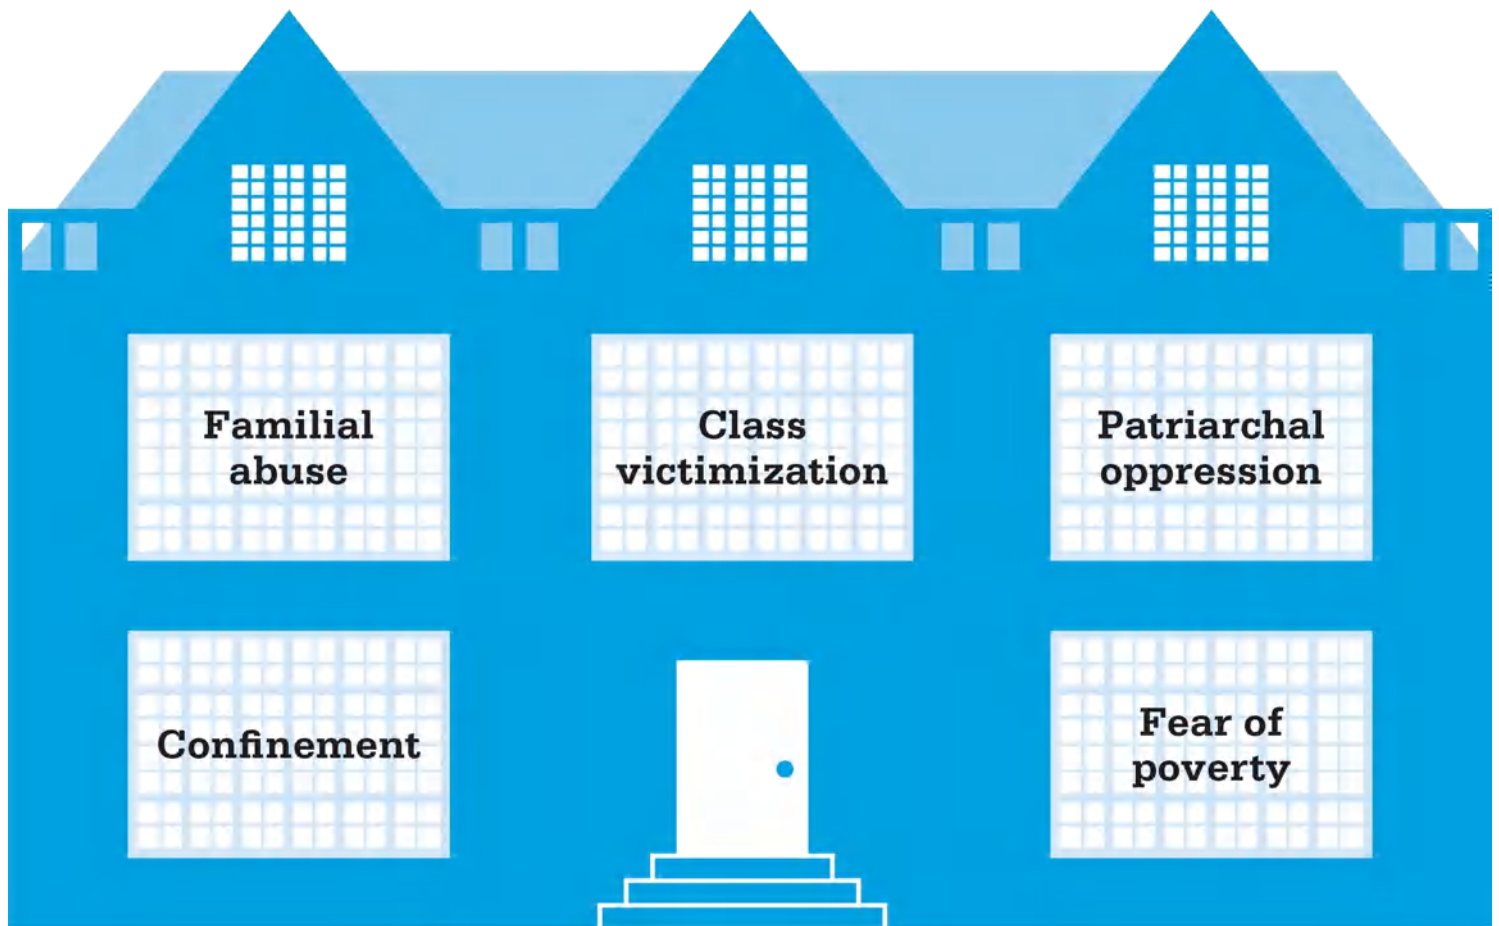 Familial
abuse
Class
victimization
Patriarchal
oppression
Confinement
Fear of
poverty